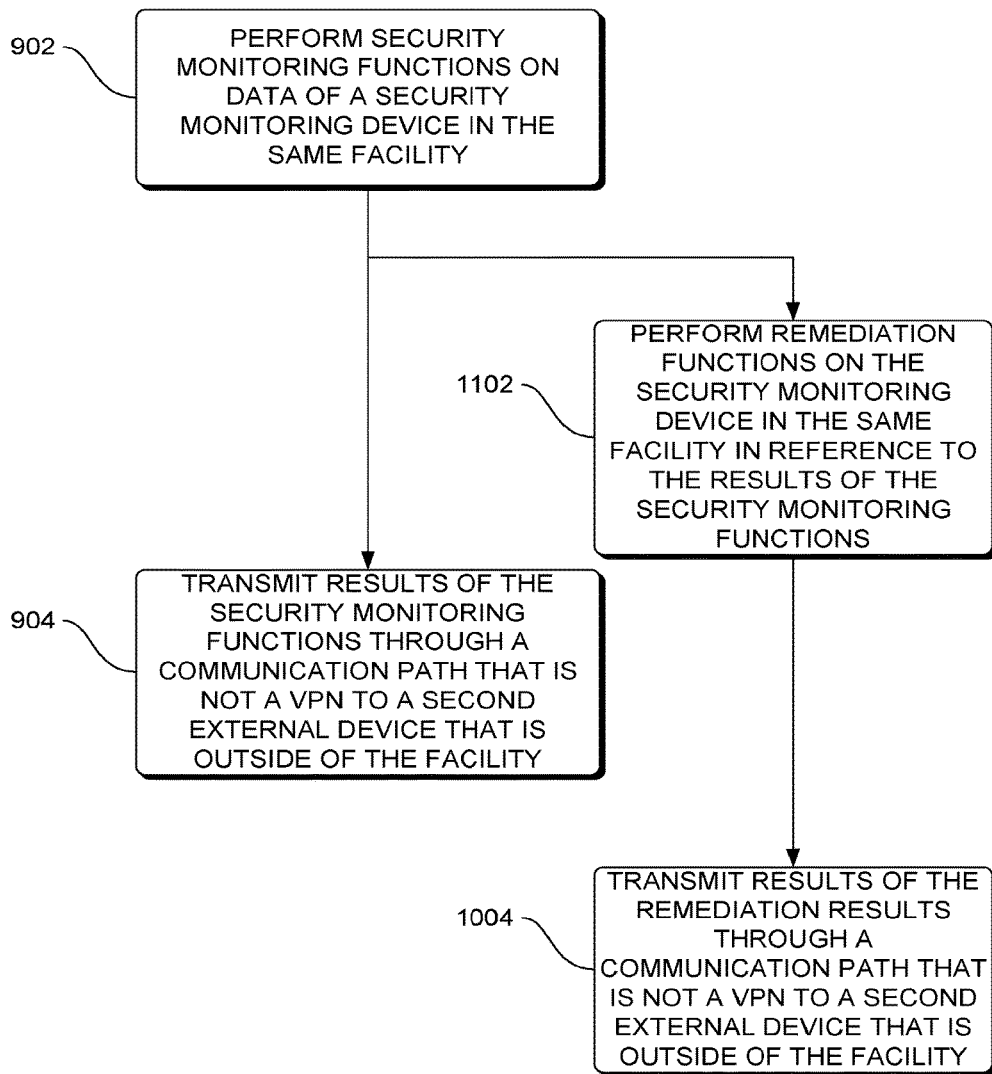 902
PERFORM SECURITY
MONITORING FUNCTIONS ON
DATA OF A SECURITY
MONITORING DEVICE IN THE
SAME FACILITY
1102
PERFORM REMEDIATION
FUNCTIONS ON THE
SECURITY MONITORING
DEVICE IN THE SAME
FACILITY IN REFERENCE TO
THE RESULTS OF THE
SECURITY MONITORING
FUNCTIONS
904
TRANSMIT RESULTS OF THE
SECURITY MONITORING
FUNCTIONS THROUGH A
COMMUNICATION PATH THAT IS
NOT A VPN TO A SECOND
EXTERNAL DEVICE THAT IS
OUTSIDE OF THE FACILITY
1004
TRANSMIT RESULTS OF THE
REMEDIATION RESULTS
THROUGH A
COMMUNICATION PATH THAT
IS NOT A VPN TO A SECOND
EXTERNAL DEVICE THAT IS
OUTSIDE OF THE FACILITY